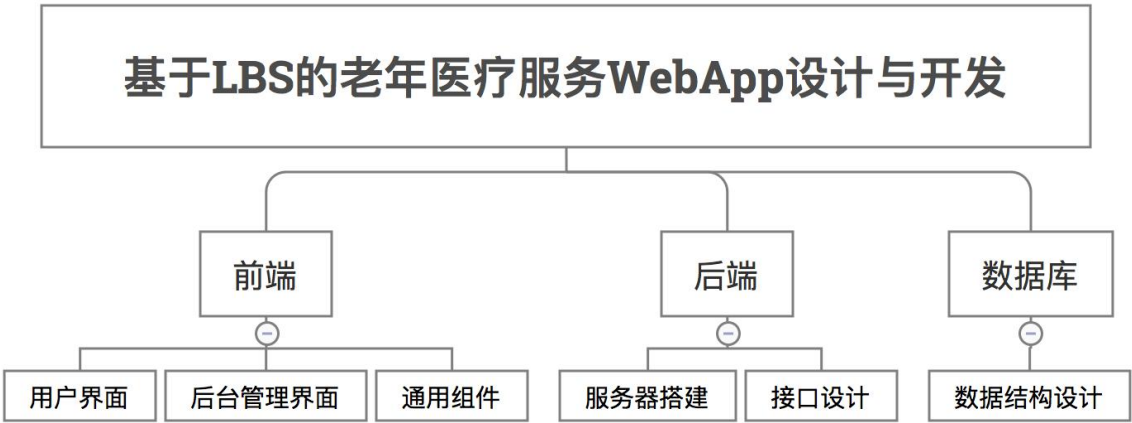 基于LBS的老年医疗服务WebApp设计与开发
前端
后端
数据库
用户界面
后台管理界面
通用组件
服务器搭建
接口设计
数据结构设计